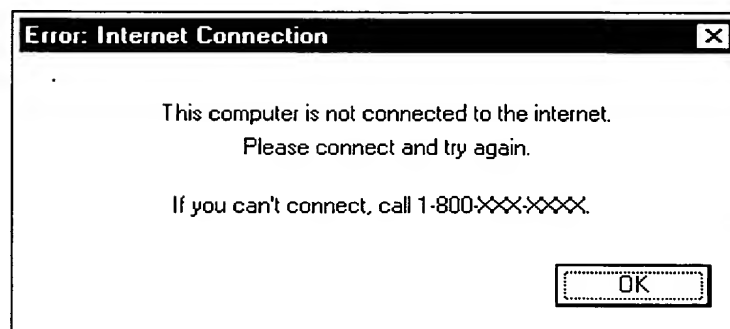 Error: Internet Connection
This computer is not connected to the internet.
Please connect and try again.
If you can't connect, call 1-800-XXX-XXXX.
OK